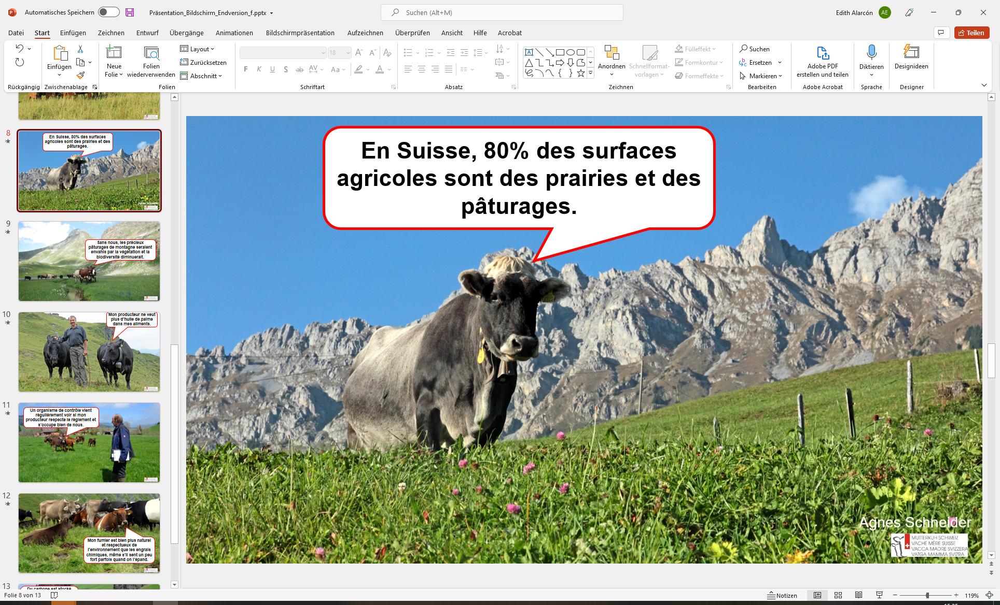 Automatisches Speichern
Präsentation_Bildschirm_Endversion_f.pptx
Suchen (Alt+M)
Edith Alarcón
AE
Datei
Start
Einfügen
Zeichnen
Entwurf
Übergänge
Animationen
Bildschirmpräsentation
Aufzeichnen
Überprüfen
Ansicht
Hilfe
Acrobat
Teilen
Rückgängig
Einfügen
Zwischenablage
Neue
Folie
Folien
wiederverwenden
Layout
Zurücksetzen
Abschnitt
Folien
18
F K U S ab AV Aa
Schriftart
Absatz
Anordnen
Schnellformat-
vorlagen
Fülleffekt
Formkontur
Formeffekte
Zeichnen
Suchen
Ersetzen
Markieren
Bearbeiten
Adobe PDF
erstellen und teilen
Adobe Acrobat
Diktieren
Sprache
Designideen
Designer
8
En Suisse, 80% des surfaces
agricoles sont des prairies et des
pâturages.
Agnes Schneider
9
Sans nous, les précieux
pâturages de montagne seraient
envahis par la végétation et la
biodiversité diminuerait.
10
Mon producteur ne veut
plus d'huile de palme
dans mes aliments.
11
Un organisme de contrôle vient
régulièrement voir si mon
producteur respecte le règlement et
s'occupe bien de nous.
12
Mon fumier est bien plus naturel
et respectueux de
l'environnement que les engrais
chimiques, même s'il sent un peu
fort parfois quand on l'épand.
13
Du carbone est stocké
En Suisse, 80% des surfaces
agricoles sont des prairies et des
pâturages.
Agnes Schneider
MUTTERKUH SCHWEIZ
VACHE MÈRE SUISSE
VACCA MADRE SVIZZERA
VATGA MAMMA SVIZRA
Folie 8 von 13
Notizen
119%